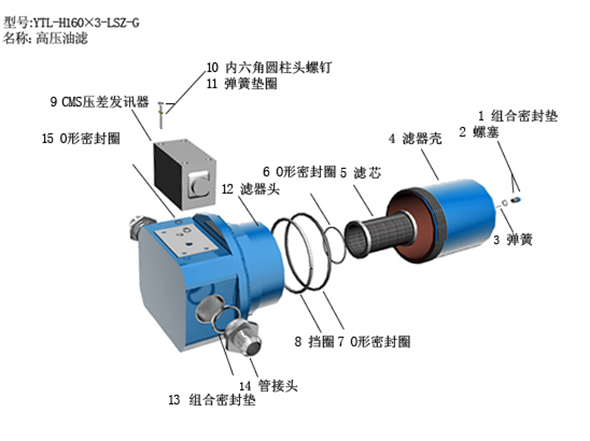 型号:YTL-H160×3-LSZ-G
名称: 高压油滤
10 内六角圆柱头螺钉
11 弹簧垫圈
9 CMS压差发讯器
15 O形密封圈
1 组合密封垫
2 螺塞
4 滤器壳
6 O形密封圈
5 滤芯
12 滤器头
3 弹簧
8 挡圈
7 O形密封圈
14 管接头
13 组合密封垫